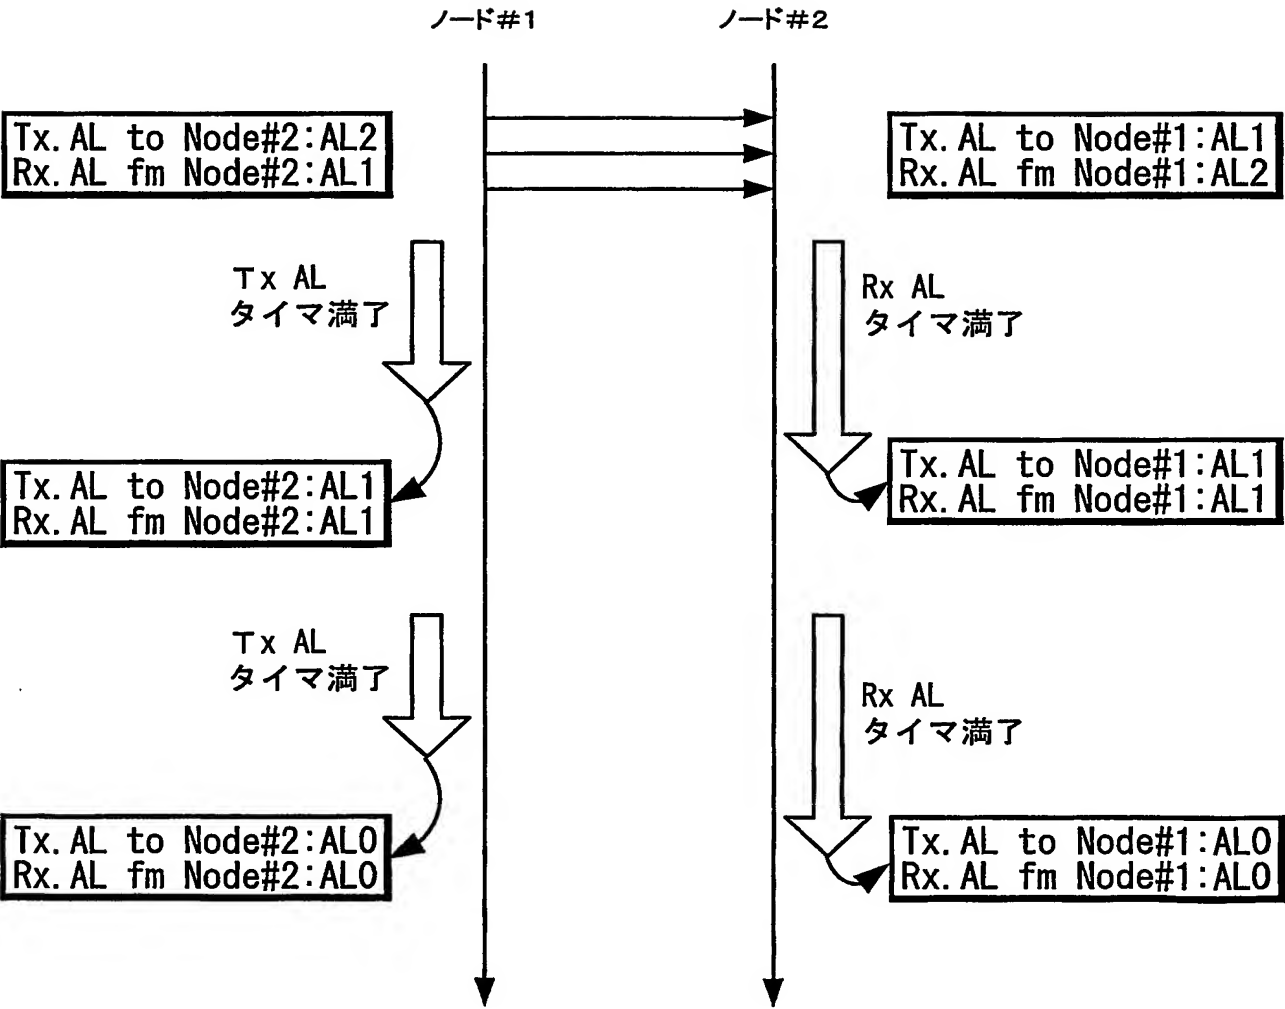 ノード#1
ノード#2
Tx.AL to Node#2:AL2
Rx.AL fm Node#2:AL1
Tx.AL to Node#1:AL1
Rx.AL fm Node#1:AL2
Tx AL
タイマ満了
Rx AL
タイマ満了
Tx.AL to Node#2:AL1
Rx.AL fm Node#2:AL1
Tx.AL to Node#1:AL1
Rx.AL fm Node#1:AL1
Tx AL
タイマ満了
Rx AL
タイマ満了
Tx.AL to Node#2:AL0
Rx.AL fm Node#2:AL0
Tx.AL to Node#1:AL0
Rx.AL fm Node#1:AL0